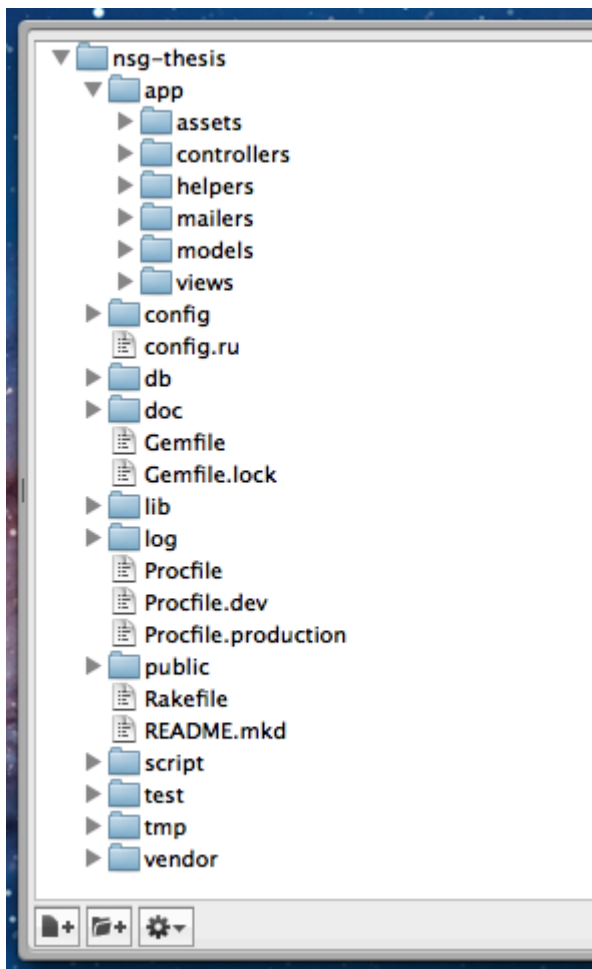 nsg-thesis
app
assets
controllers
helpers
mailers
models
views
config
config.ru
db
doc
Gemfile
Gemfile.lock
lib
log
Procfile
Procfile.dev
Procfile.production
public
Rakefile
README.mkd
script
test
tmp
vendor